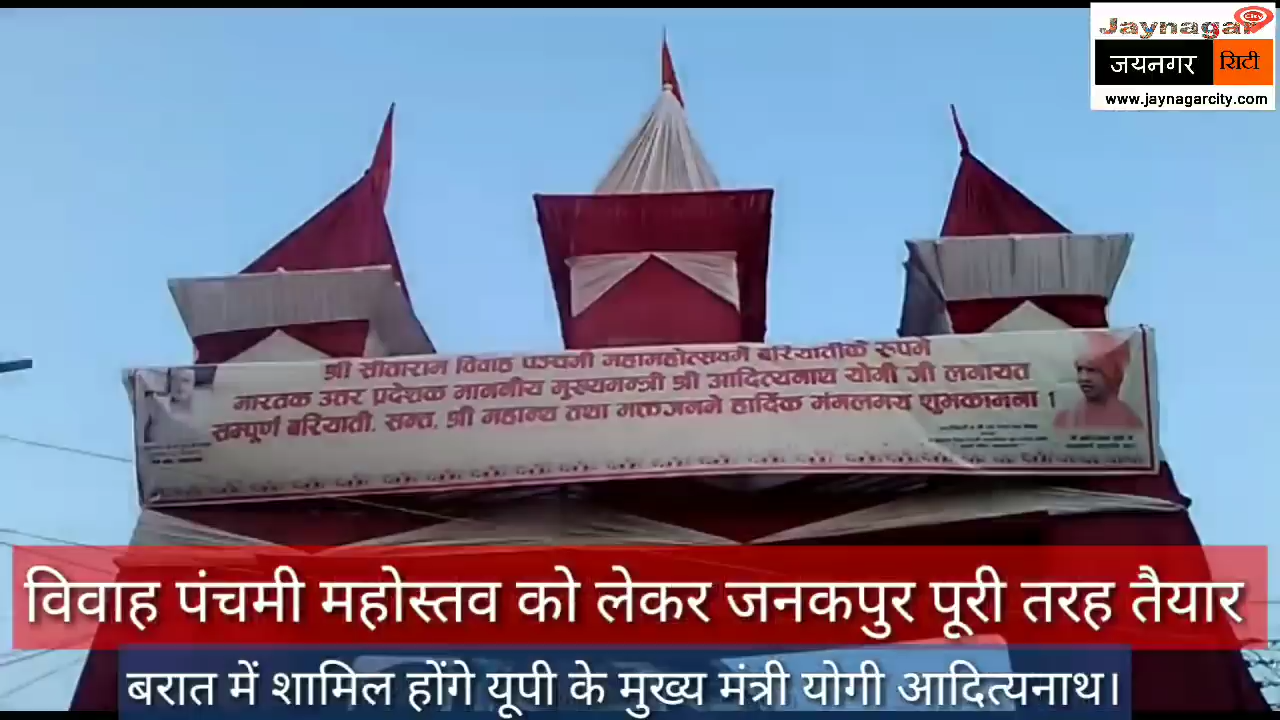 Jaynagar
City
जयनगर सिटी
www.jaynagarcity.com
श्री सीताराम विवाह पञ्चमी महामहोत्सवमे बरियातीके रुपमे
भारतक उत्तर प्रदेशक माननीय मुख्यमन्त्री श्री आदित्यनाथ योगी जी लगायत
सम्पूर्ण बरियाती, सन्त, श्री महान्थ तथा भक्तजनमे हार्दिक मंगलमय शुभकामना ।
विवाह पंचमी महोस्तव को लेकर जनकपुर पूरी तरह तैयार
बरात में शामिल होंगे यूपी के मुख्य मंत्री योगी आदित्यनाथ।